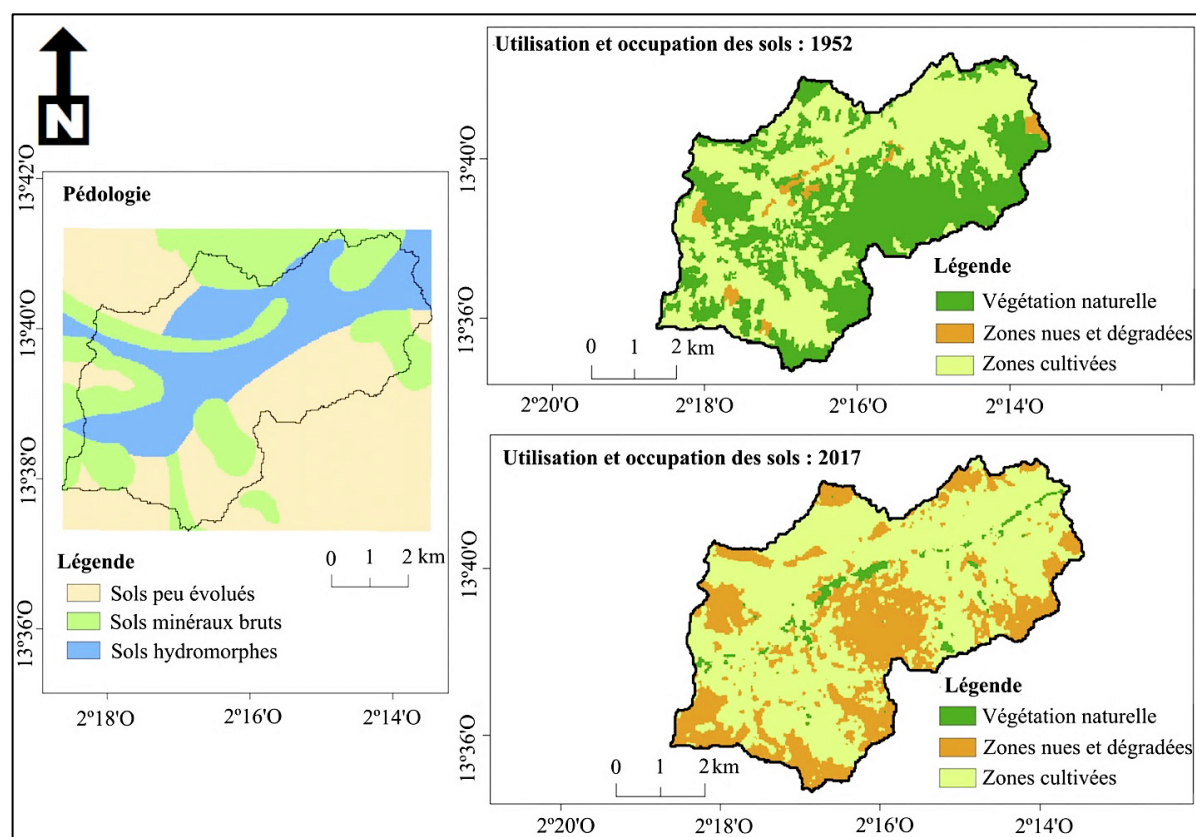 N
Pédologie
13°42'O
13°40'O
13°38'O
13°36'O
Légende
0 1 2 km
Sols peu évolués
Sols minéraux bruts
Sols hydromorphes
2°18'O 2°16'O 2°14'O
Utilisation et occupation des sols : 1952
13°40'O
13°36'O
Légende
Végétation naturelle
Zones nues et dégradées
Zones cultivées
0 1 2 km
2°20'O 2°18'O 2°16'O 2°14'O
Utilisation et occupation des sols : 2017
13°40'O
13°36'O
Légende
Végétation naturelle
Zones nues et dégradées
Zones cultivées
0 1 2 km
2°20'O 2°18'O 2°16'O 2°14'O